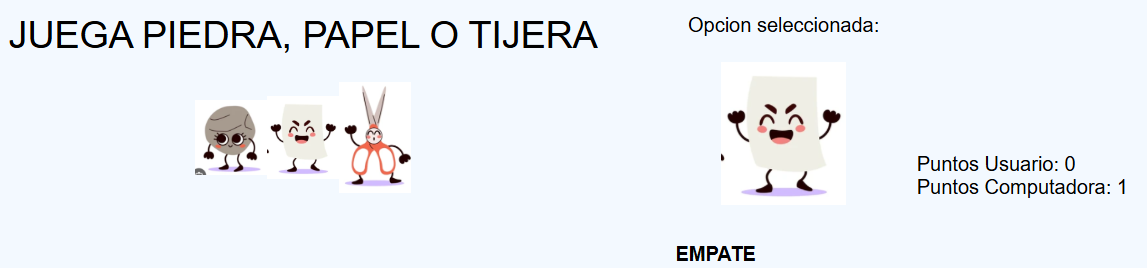 JUEGA PIEDRA, PAPEL O TIJERA
Opcion seleccionada:
Puntos Usuario: 0
Puntos Computadora: 1
EMPATE